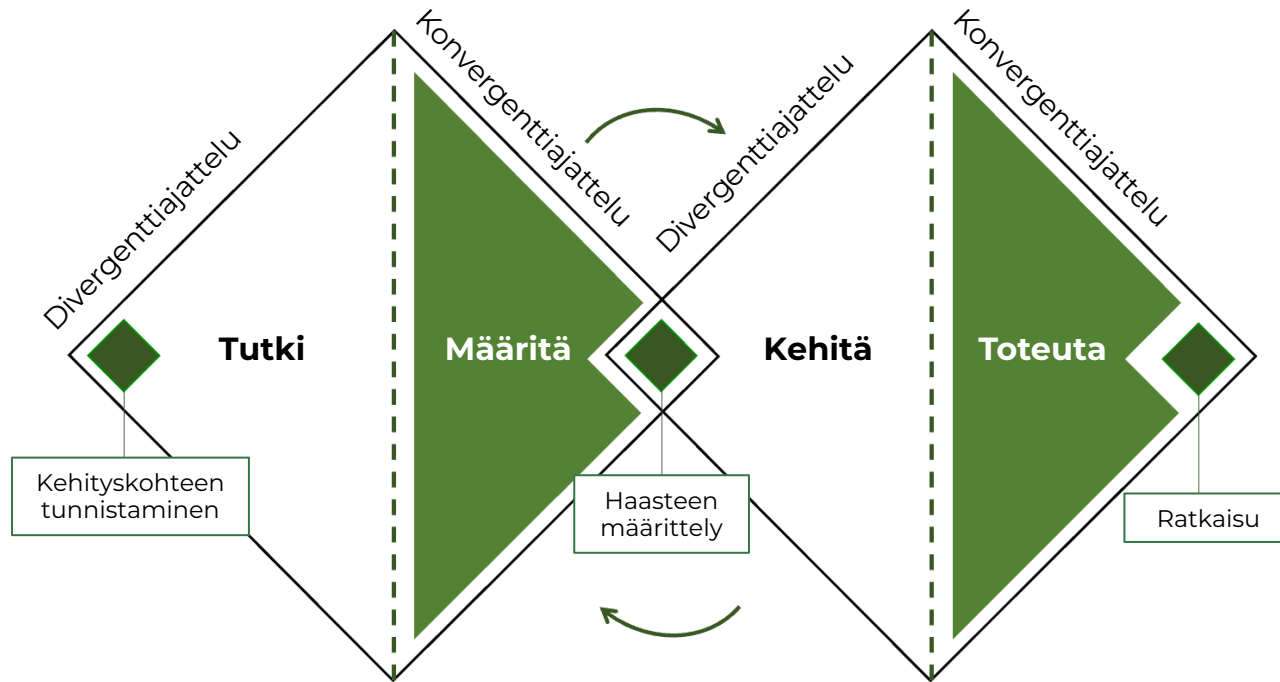 Divergenttiajattelu
Konvergenttiajattelu
Divergenttiajattelu
Konvergenttiajattelu
Tutki
Määritä
Kehitä
Toteuta
Kehityskohteen
tunnistaminen
Haasteen
määrittely
Ratkaisu